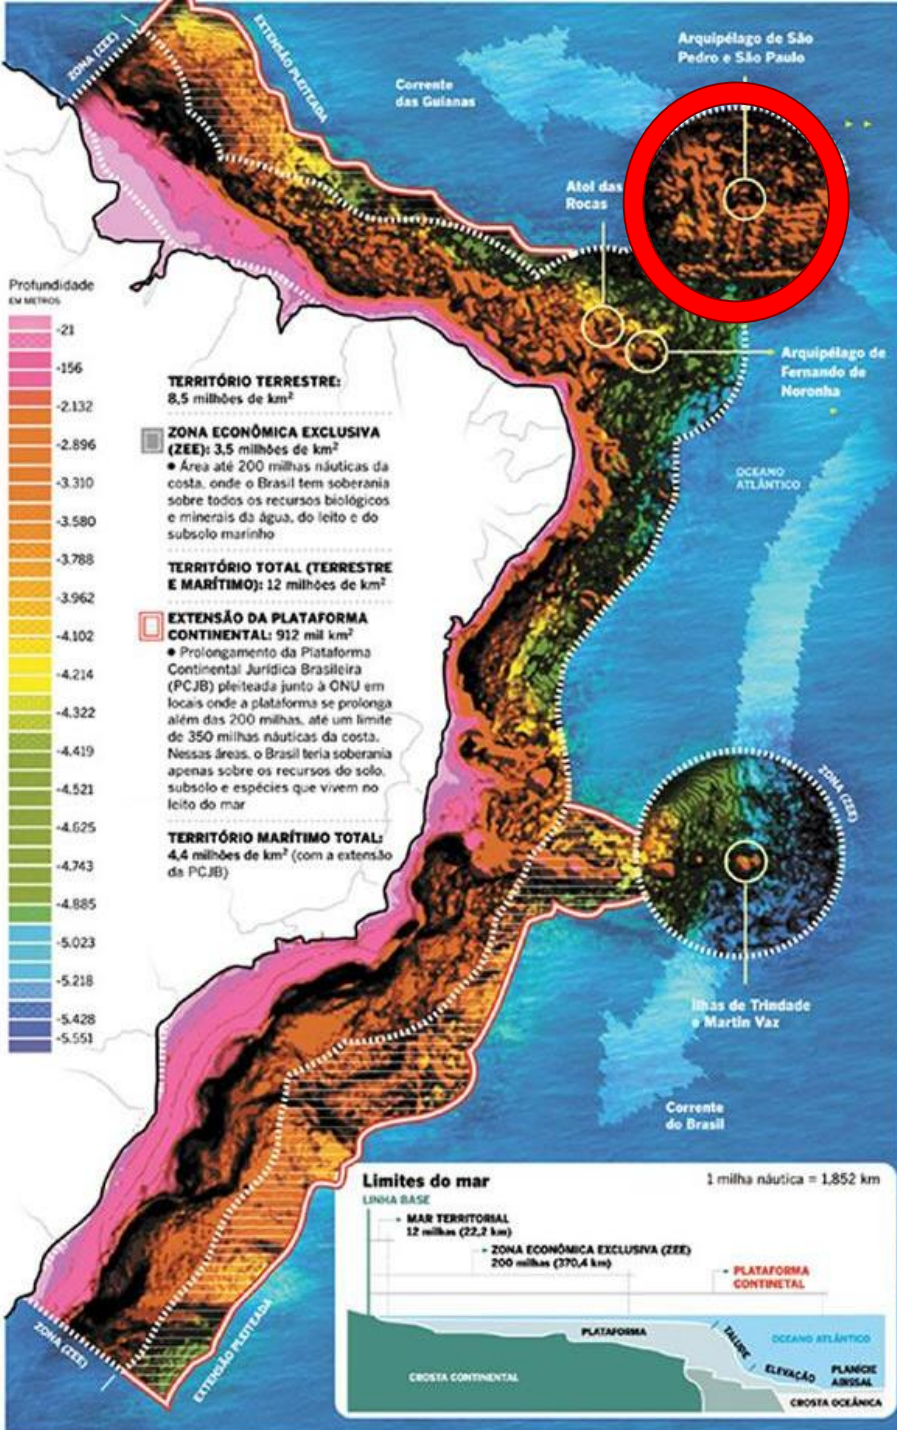 ZONA (ZEE)
EXTENSÃO PLEITEADA
Corrente
das Guianas
Arquipélago de São
Pedro e São Paulo
Atol das
Rocas
Arquipélago de
Fernando de
Noronha
OCEANO
ATLÂNTICO
Profundidade
EM METROS
-21
-156
-2.132
-2.896
-3.310
-3.580
-3.788
-3.962
-4.102
-4.214
-4.322
-4.419
-4.521
-4.625
-4.743
-4.885
-5.023
-5.218
-5.428
-5.551
TERRITÓRIO TERRESTRE:
8,5 milhões de km²
ZONA ECONÔMICA EXCLUSIVA
(ZEE): 3,5 milhões de km²
• Área até 200 milhas náuticas da
costa, onde o Brasil tem soberania
sobre todos os recursos biológicos
e minerais da água, do leito e do
subsolo marinho
TERRITÓRIO TOTAL (TERRESTRE
E MARÍTIMO): 12 milhões de km²
EXTENSÃO DA PLATAFORMA
CONTINENTAL: 912 mil km²
• Prolongamento da Plataforma
Continental Jurídica Brasileira
(PCJB) pleiteada junto à ONU em
locais onde a plataforma se prolonga
além das 200 milhas, até um limite
de 350 milhas náuticas da costa.
Nessas áreas, o Brasil teria soberania
apenas sobre os recursos do solo,
subsolo e espécies que vivem no
leito do mar
TERRITÓRIO MARÍTIMO TOTAL:
4,4 milhões de km² (com a extensão
da PCJB)
ZONA (ZEE)
Ilhas de Trindade
e Martin Vaz
Corrente
do Brasil
ZONA (ZEE)
EXTENSÃO PLEITEADA
Limites do mar
1 milha náutica = 1,852 km
LINHA BASE
MAR TERRITORIAL
12 milhas (22,2 km)
ZONA ECONÔMICA EXCLUSIVA (ZEE)
200 milhas (370,4 km)
PLATAFORMA
CONTINETAL
PLATAFORMA
TALUDE
OCEANO ATLÂNTICO
ELEVAÇÃO
PLANÍCIE
ABISSAL
CROSTA CONTINENTAL
CROSTA OCEÂNICA